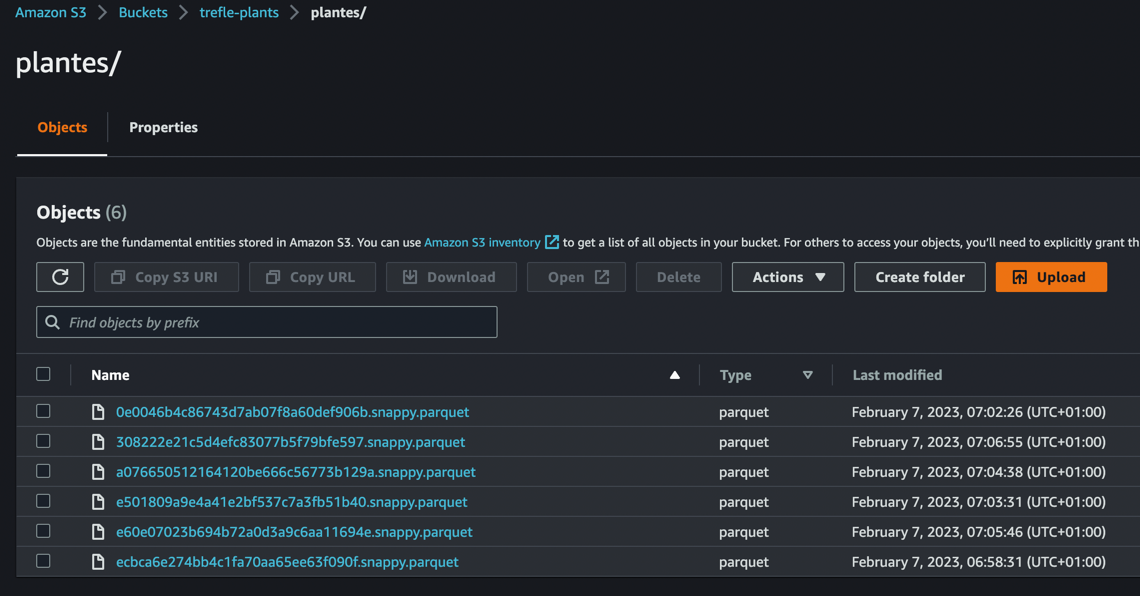 Amazon S3 > Buckets > trefle-plants > plantes/
plantes/
Objects Properties
Objects (6)
Objects are the fundamental entities stored in Amazon S3. You can use Amazon S3 inventory to get a list of all objects in your bucket. For others to access your objects, you'll need to explicitly grant
Copy S3 URI Copy URL Download Open Delete Actions Create folder Upload
Find objects by prefix
Name Type Last modified
0e0046b4c86743d7ab07f8a60def906b.snappy.parquet parquet February 7, 2023, 07:02:26 (UTC+01:00)
308222e21c5d4efc83077b5f79bfe597.snappy.parquet parquet February 7, 2023, 07:06:55 (UTC+01:00)
a076650512164120be666c56773b129a.snappy.parquet parquet February 7, 2023, 07:04:38 (UTC+01:00)
e501809a9e4a41e2bf537c7a3fb51b40.snappy.parquet parquet February 7, 2023, 07:03:31 (UTC+01:00)
e60e07023b694b72a0d3a9c6aa11694e.snappy.parquet parquet February 7, 2023, 07:05:46 (UTC+01:00)
ecbca6e274bb4c1fa70aa65ee63f090f.snappy.parquet parquet February 7, 2023, 06:58:31 (UTC+01:00)